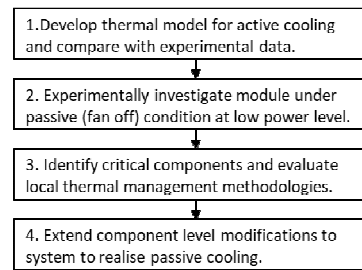 1.Develop thermal model for active cooling
and compare with experimental data.
2. Experimentally investigate module under
passive (fan off) condition at low power level.
3. Identify critical components and evaluate
local thermal management methodologies.
4. Extend component level modifications to
system to realise passive cooling.